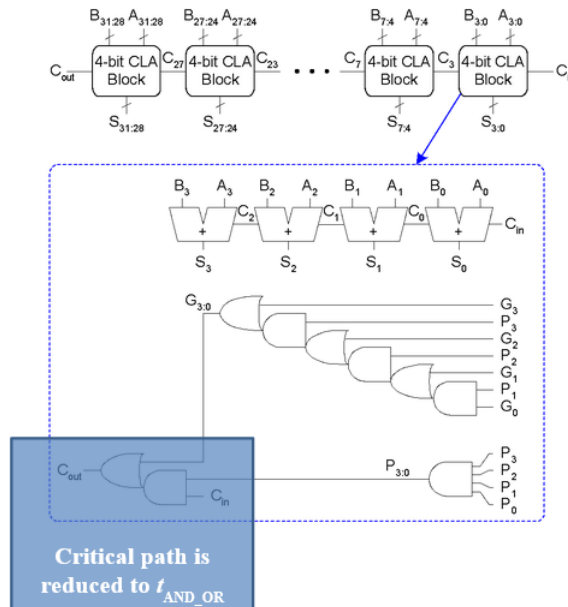 B31:28 A31:28 B27:24 A27:24 B7:4 A7:4 B3:0 A3:0
Cout 4-bit CLA Block C27 4-bit CLA Block C23 • • • C7 4-bit CLA Block C3 4-bit CLA Block C
S31:28 S27:24 S7:4 S3:0
B3 A3 B2 A2 B1 A1 B0 A0
+ C2 + C1 + C0 + Cin
S3 S2 S1 S0
G3:0 G3
P3
G2
P2
G1
P1
G0
Cout P3:0 P3
P2
P1
P0
Cin
Critical path is
reduced to tAND_OR